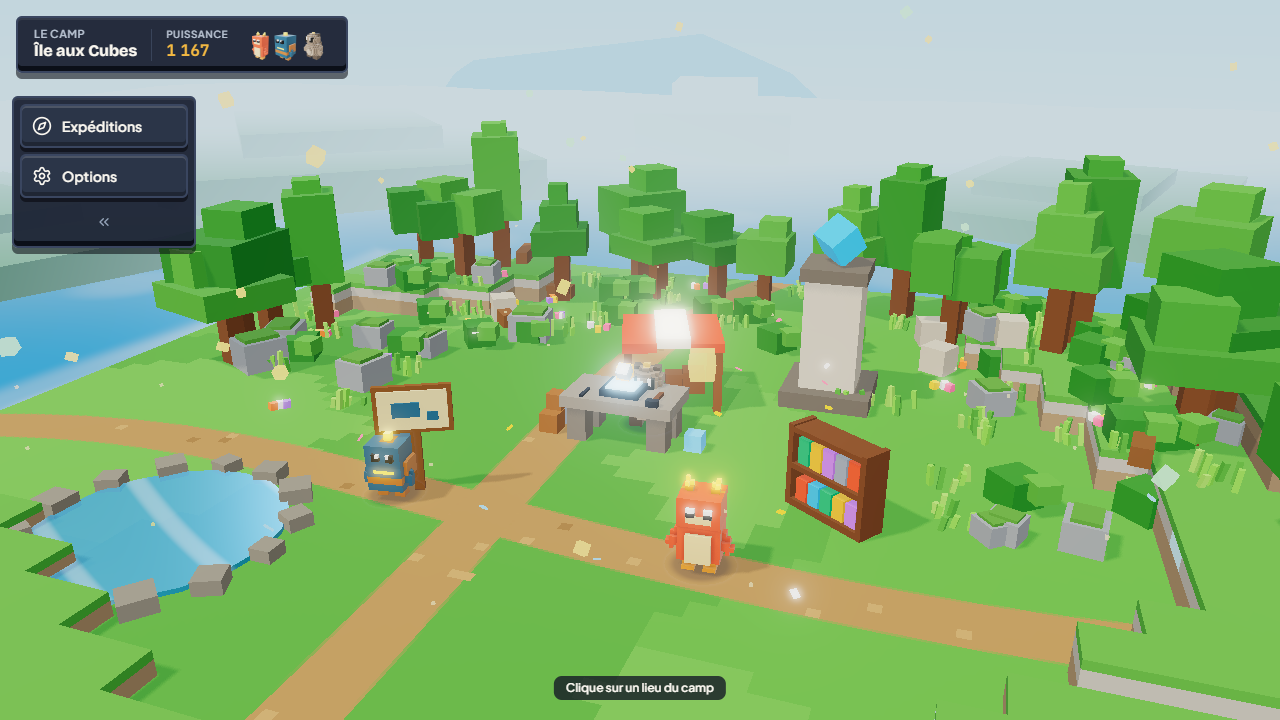 LE CAMP
Île aux Cubes
PUISSANCE
1 167
Expéditions
Options
«
Clique sur un lieu du camp